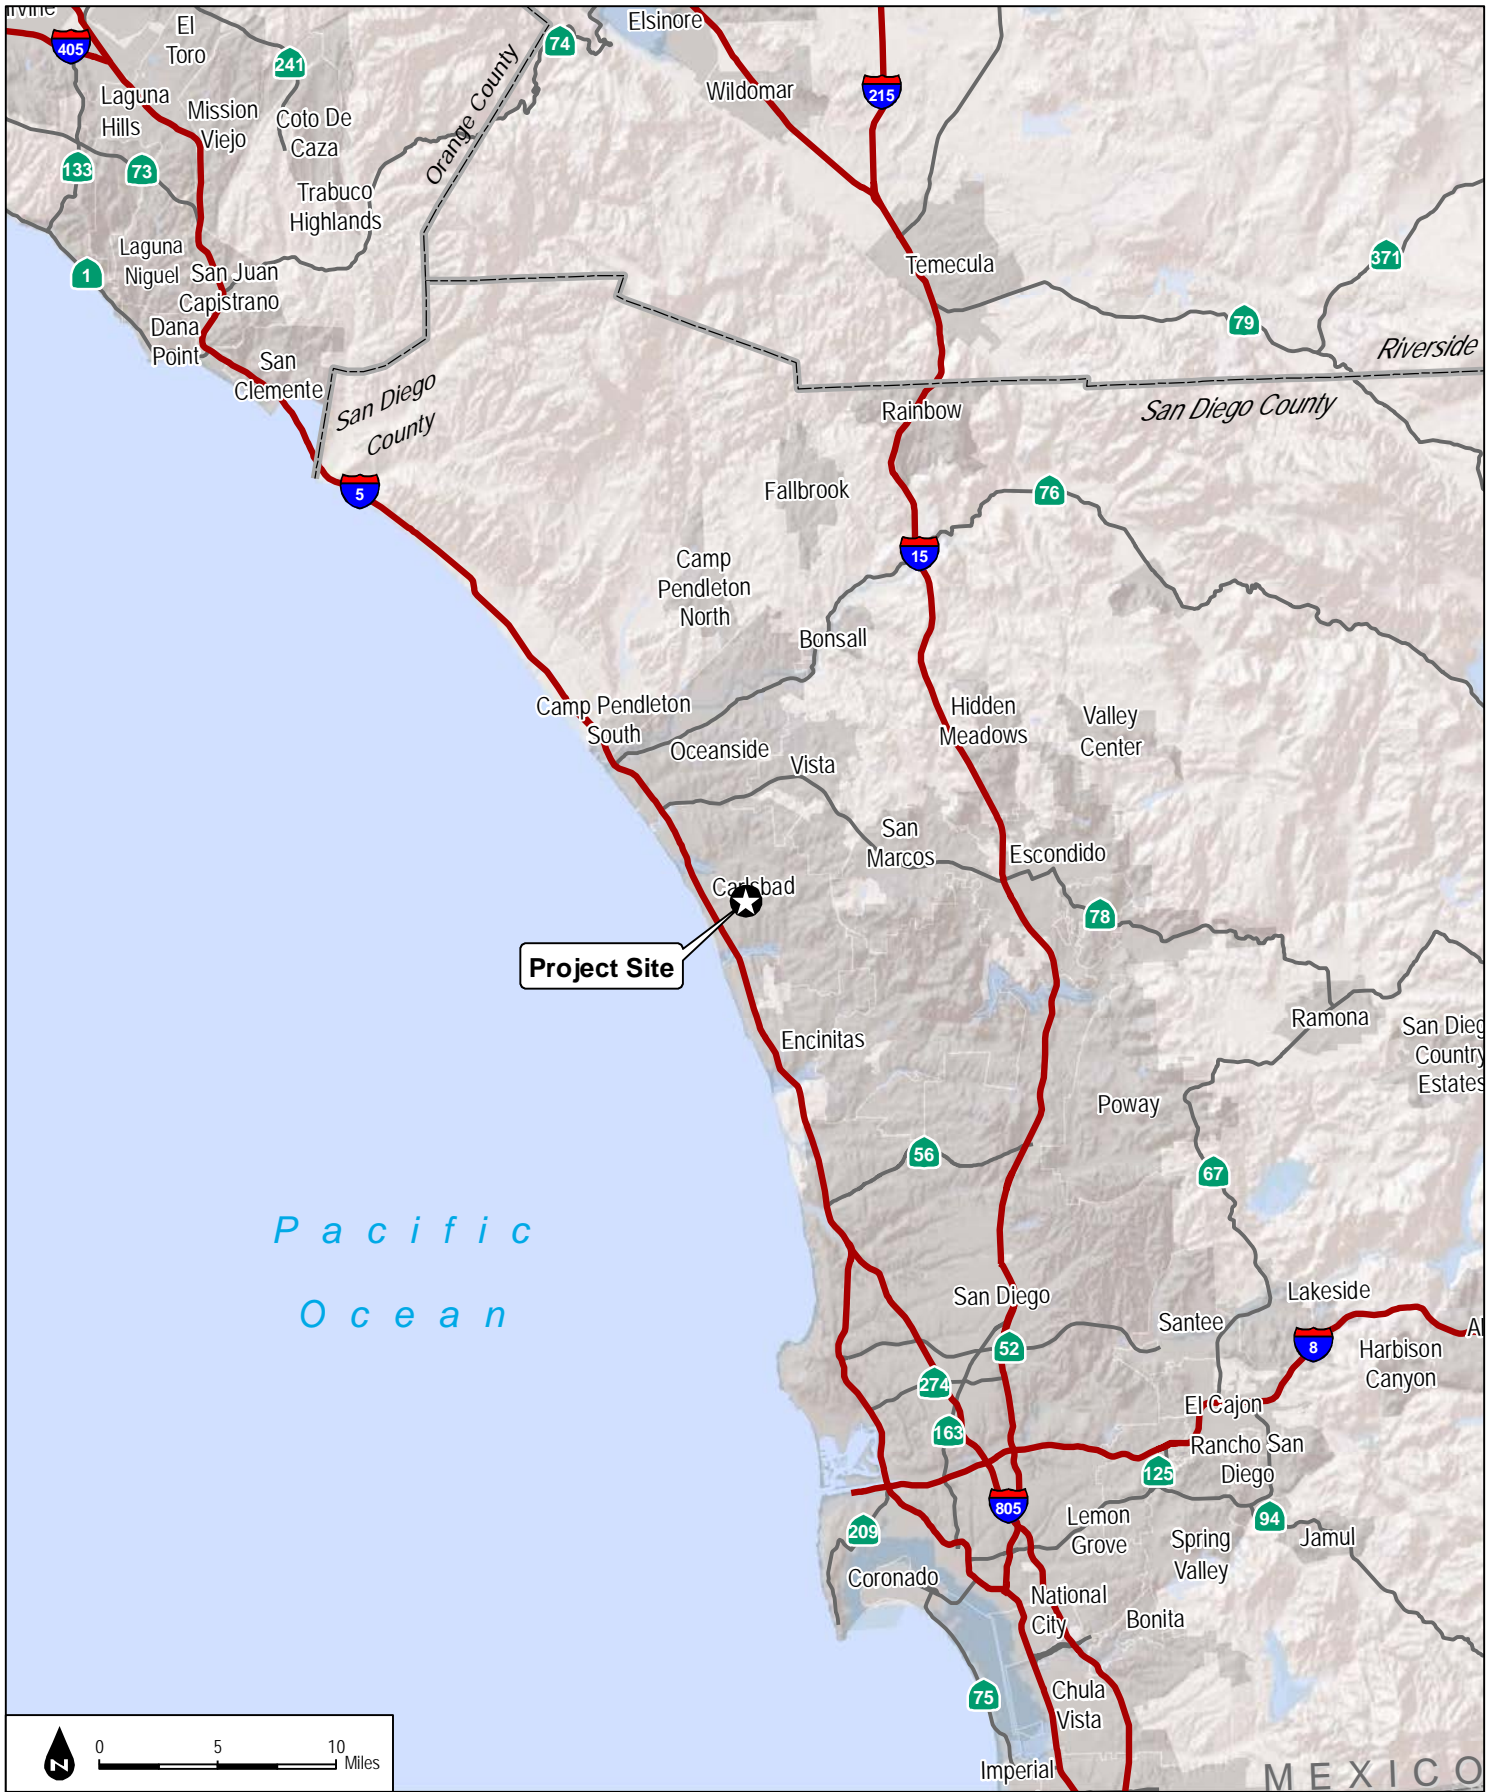 Irvine
El
Toro
Elsinore
405
241
74
Wildomar
215
Laguna
Hills
Mission
Viejo
Coto De
Caza
Orange County
133
73
Trabuco
Highlands
Laguna
Niguel
San Juan
Capistrano
1
Temecula
371
Dana
Point
79
Riverside
San
Clemente
San Diego
County
San Diego County
Rainbow
5
Fallbrook
76
15
Camp
Pendleton
North
Bonsall
Camp Pendleton
South
Hidden
Meadows
Valley
Center
Oceanside
Vista
San
Marcos
Escondido
Carlsbad
78
Project Site
Ramona
San Dieg
Country
Estates
Encinitas
Poway
56
67
Pacific
Ocean
San Diego
Lakeside
Santee
52
8
Al
Harbison
Canyon
274
El Cajon
163
Rancho San
Diego
125
805
Lemon
Grove
94
209
Spring
Valley
Jamul
Coronado
National
City
Bonita
75
Chula
Vista
Imperial
MEXICO
N
0 5 10
Miles